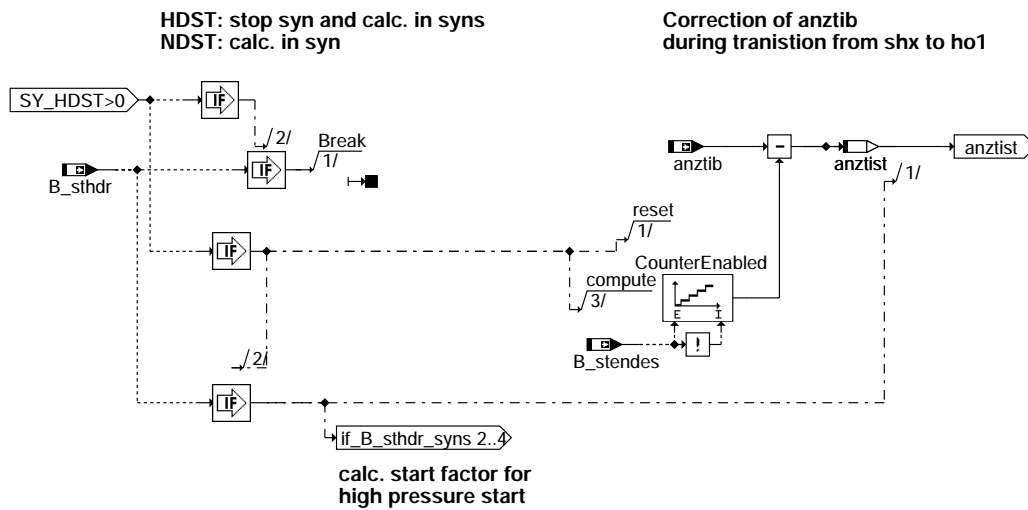 HDST: stop syn and calc. in syns
NDST: calc. in syn
Correction of anztib
during tranistion from shx to ho1
SY_HDST>0
IF
2/
Break
1/
IF
B_sthdr
anztib
-
anztist
anztist
1/
reset
1/
IF
compute
3/
CounterEnabled
E I
B_stendes
!
2/
IF
if_B_sthdr_syns 2..4
calc. start factor for
high pressure start